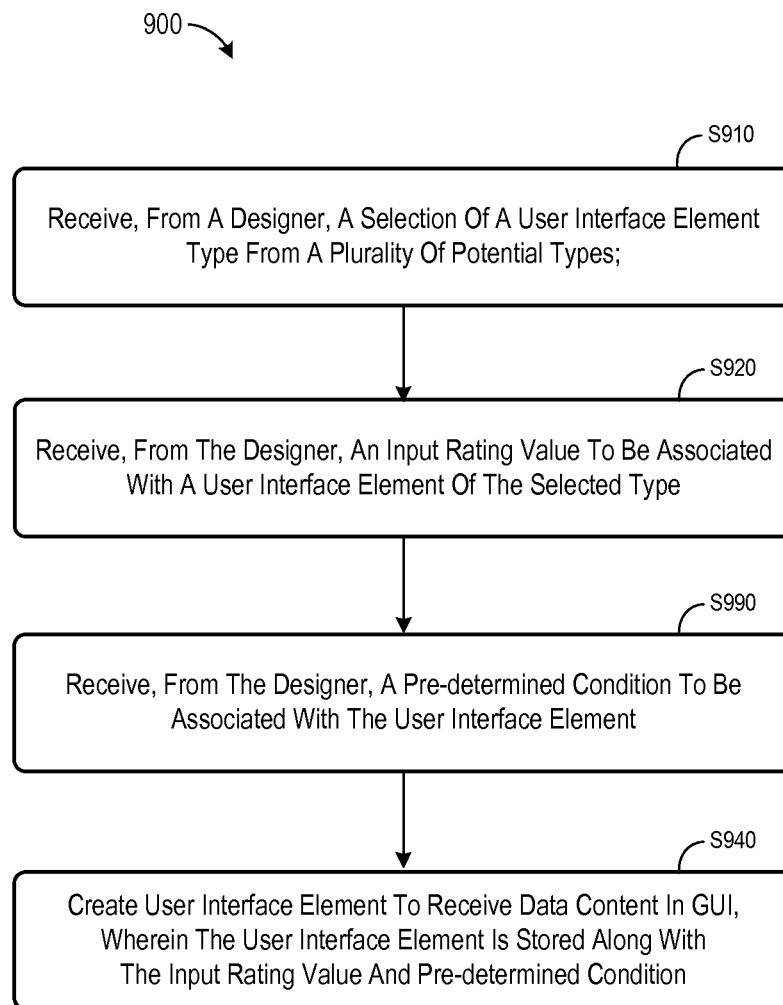 900
S910
Receive, From A Designer, A Selection Of A User Interface Element
Type From A Plurality Of Potential Types;
S920
Receive, From The Designer, An Input Rating Value To Be Associated
With A User Interface Element Of The Selected Type
S990
Receive, From The Designer, A Pre-determined Condition To Be
Associated With The User Interface Element
S940
Create User Interface Element To Receive Data Content In GUI,
Wherein The User Interface Element Is Stored Along With
The Input Rating Value And Pre-determined Condition